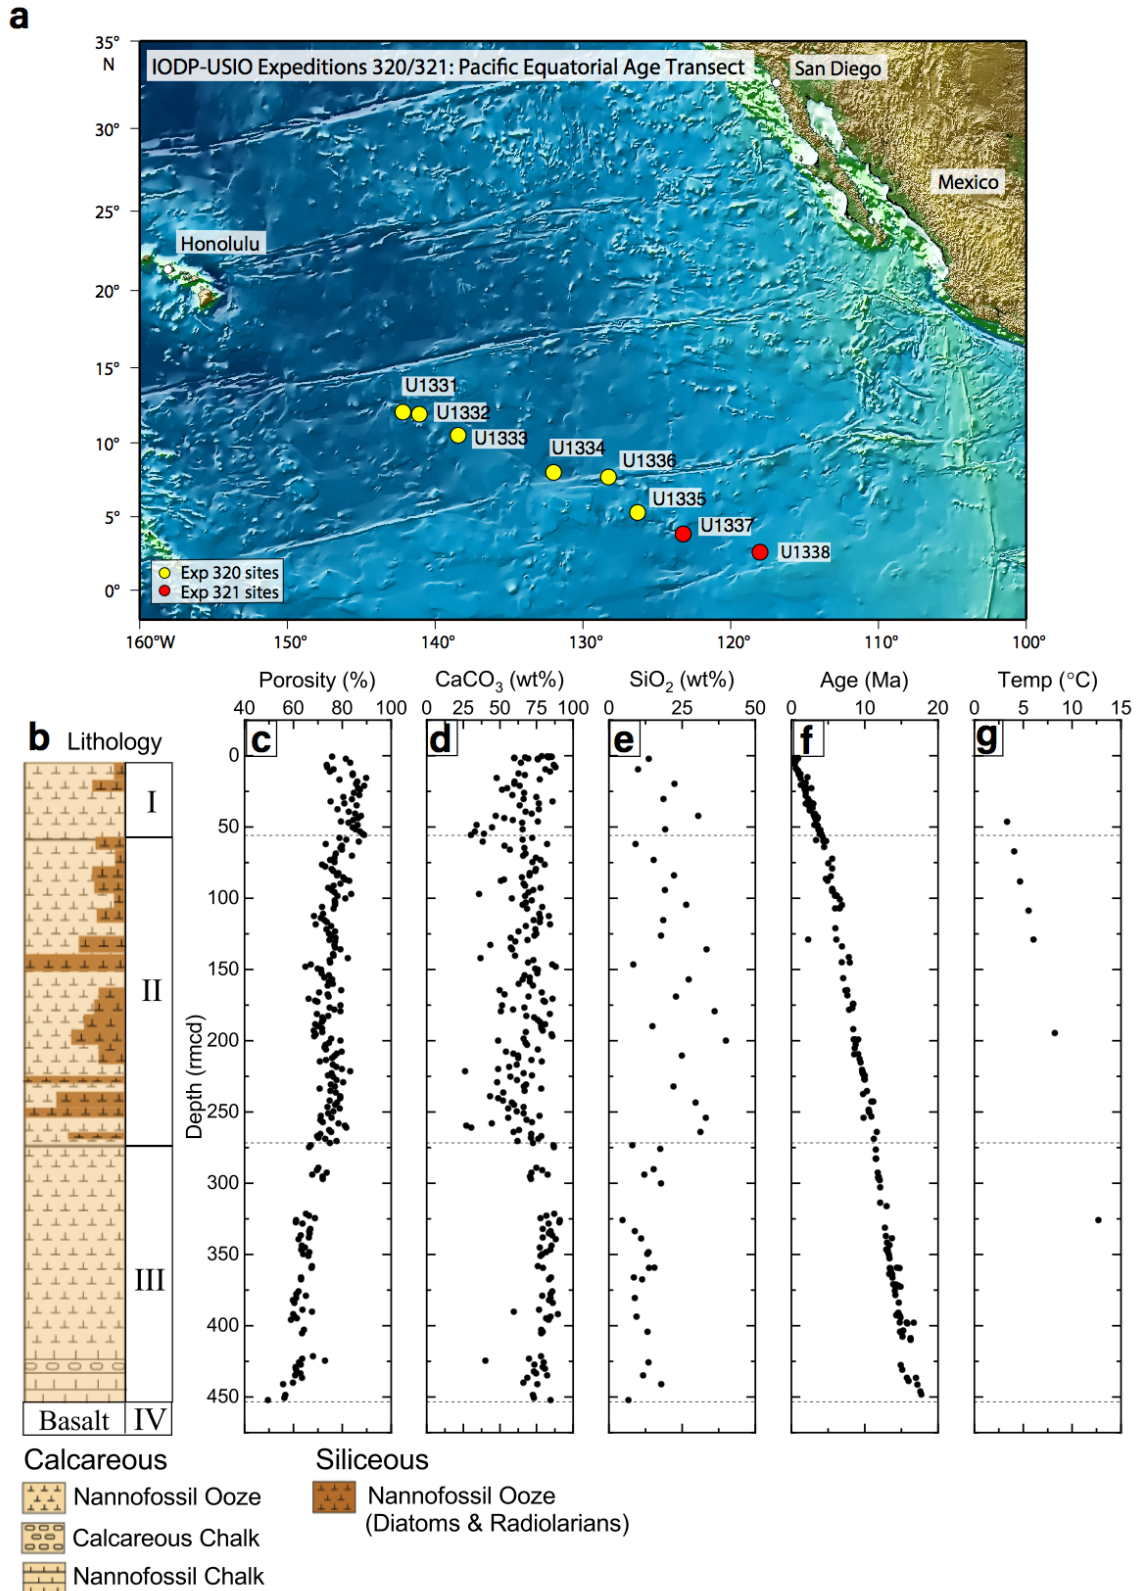 a
35°
N
30°
25°
20°
15°
10°
5°
0°
IODP-USIO Expeditions 320/321: Pacific Equatorial Age Transect
San Diego
Mexico
Honolulu
U1331
U1332
U1333
U1334
U1336
U1335
U1337
U1338
Exp 320 sites
Exp 321 sites
160°W 150° 140° 130° 120° 110° 100°
Porosity (%) CaCO3 (wt%) SiO2 (wt%) Age (Ma) Temp (°C)
40 60 80 100 0 25 50 75 100 0 25 50 0 10 20 0 5 10 15
b Lithology c d e f g
Depth (rmcd)
0
50
100
150
200
250
300
350
400
450
I
II
III
Basalt IV
Calcareous Siliceous
Nannofossil Ooze Nannofossil Ooze
(Diatoms & Radiolarians)
Calcareous Chalk
Nannofossil Chalk